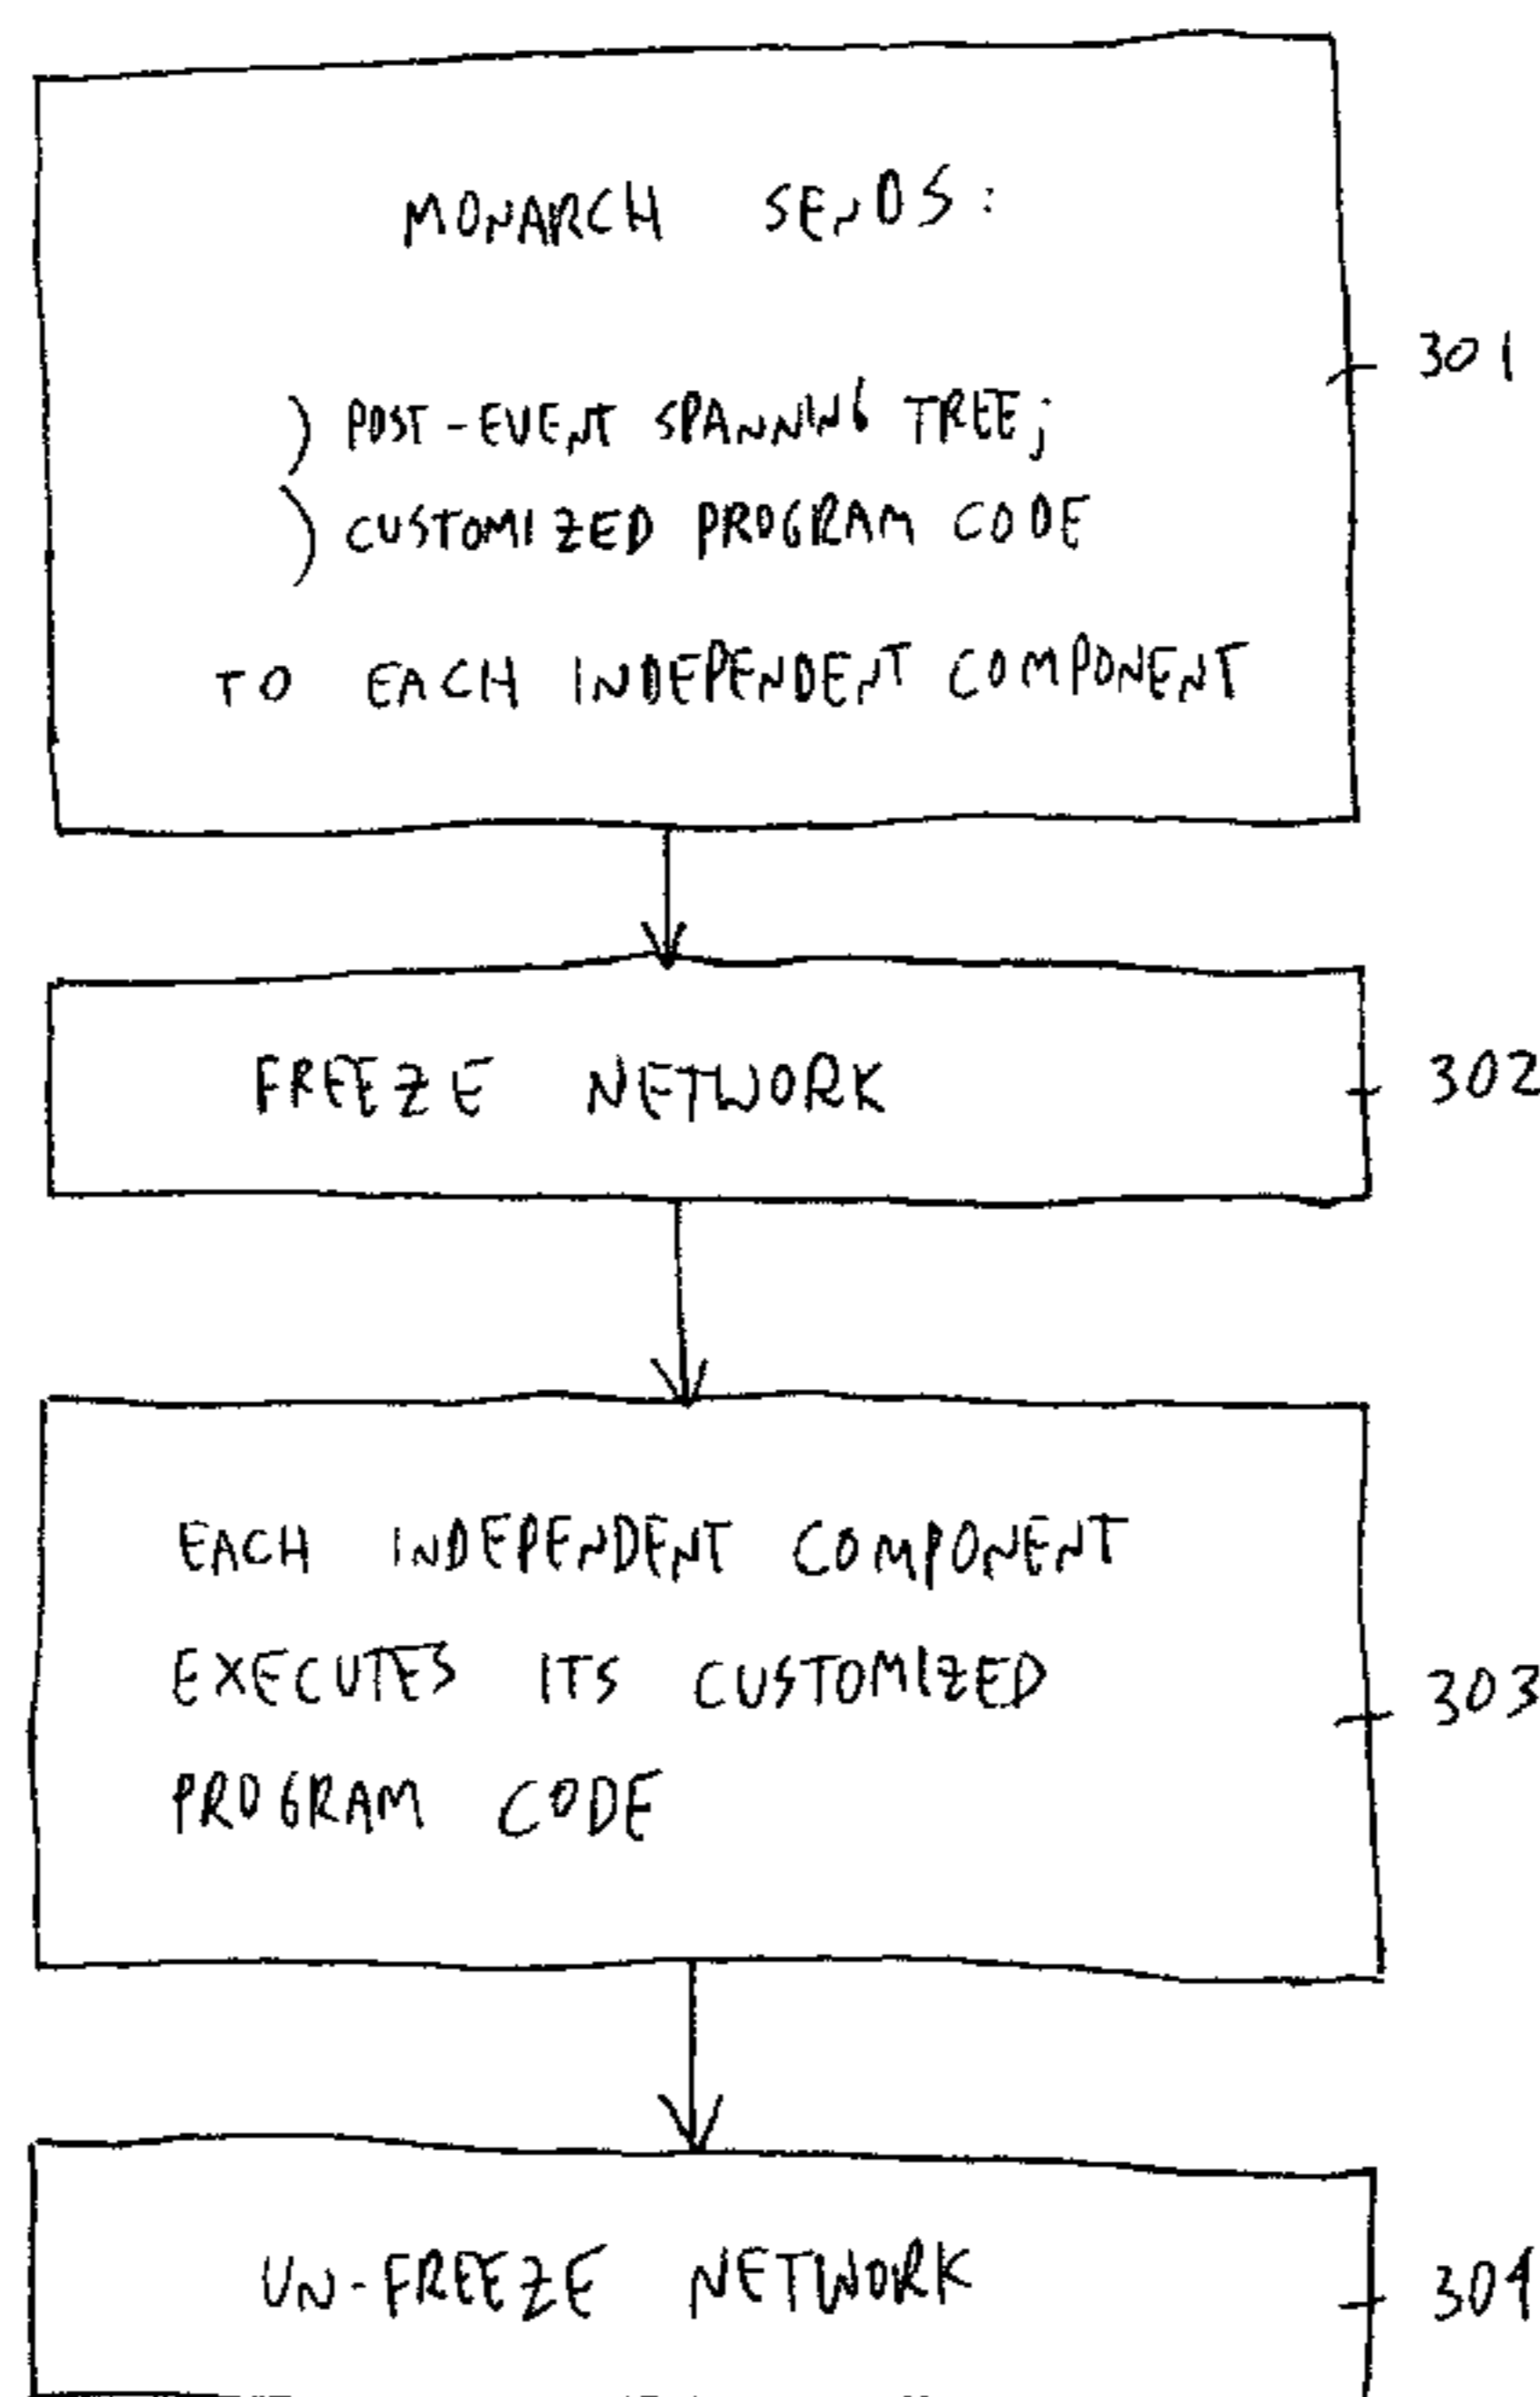 MONARCH SENDS:
) POST-EVENT SPANNING TREE;
) CUSTOMIZED PROGRAM CODE
TO EACH INDEPENDENT COMPONENT
301
FREEZE NETWORK
302
EACH INDEPENDENT COMPONENT
EXECUTES ITS CUSTOMIZED
PROGRAM CODE
303
UN-FREEZE NETWORK
304